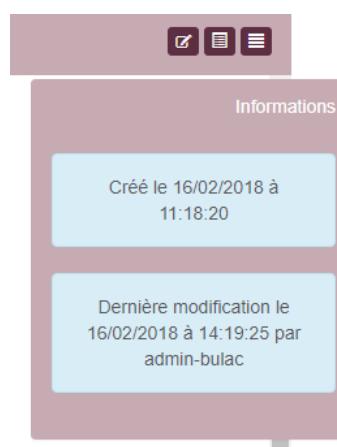 Informations
Créé le 16/02/2018 à
11:18:20
Dernière modification le
16/02/2018 à 14:19:25 par
admin-bulac